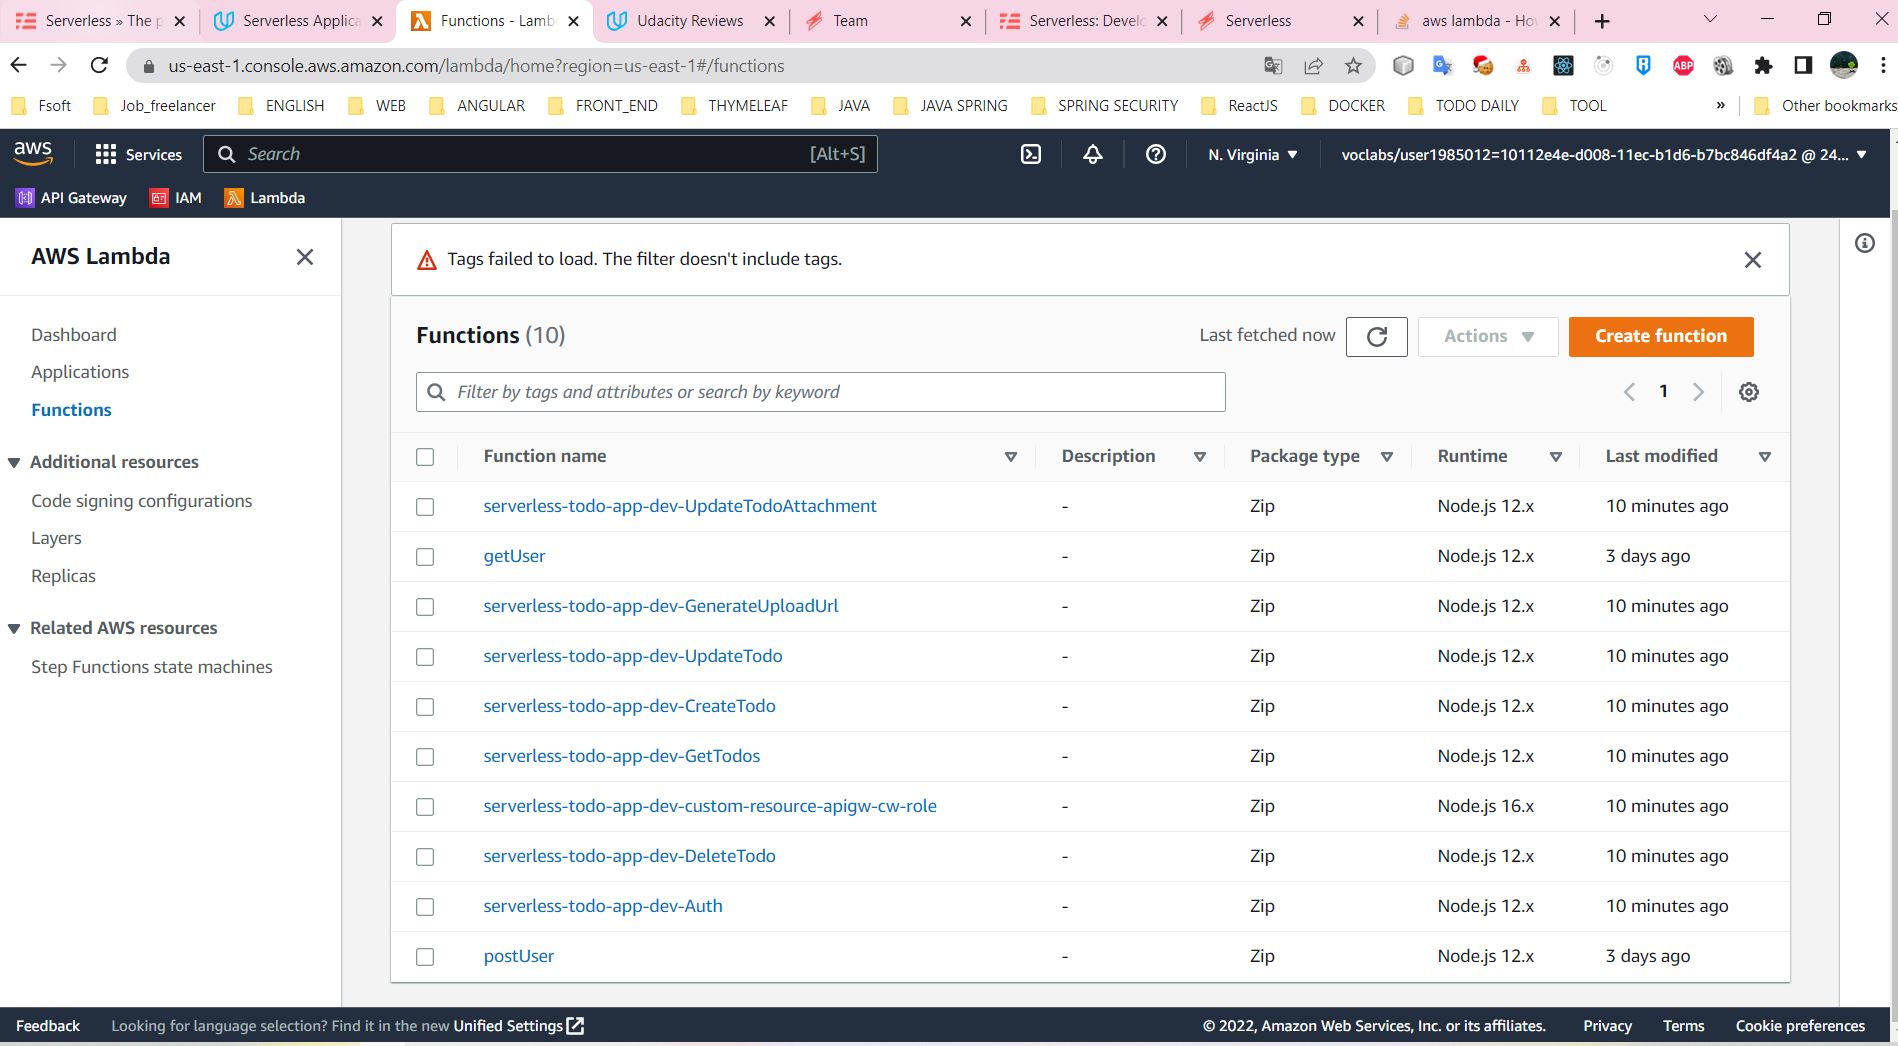 Serverless » The p
Serverless Applica
Functions - Lamb
Udacity Reviews
Team
Serverless: Develo
Serverless
aws lambda - Ho
us-east-1.console.aws.amazon.com/lambda/home?region=us-east-1#/functions
ABP
Fsoft
Job_freelancer
ENGLISH
WEB
ANGULAR
FRONT_END
THYMELEAF
JAVA
JAVA SPRING
SPRING SECURITY
ReactJS
DOCKER
TODO DAILY
TOOL
»
Other bookmarks
aws
Services
Search
[Alt+S]
N. Virginia
voclabs/user1985012=10112e4e-d008-11ec-b1d6-b7bc846df4a2 @ 24...
API Gateway
IAM
Lambda
AWS Lambda
Dashboard
Applications
Functions
Additional resources
Code signing configurations
Layers
Replicas
Related AWS resources
Step Functions state machines
Tags failed to load. The filter doesn't include tags.
Functions (10)
Last fetched now
Actions
Create function
Filter by tags and attributes or search by keyword
1
Function name Description Package type Runtime Last modified
serverless-todo-app-dev-UpdateTodoAttachment - Zip Node.js 12.x 10 minutes ago
getUser - Zip Node.js 12.x 3 days ago
serverless-todo-app-dev-GenerateUploadUrl - Zip Node.js 12.x 10 minutes ago
serverless-todo-app-dev-UpdateTodo - Zip Node.js 12.x 10 minutes ago
serverless-todo-app-dev-CreateTodo - Zip Node.js 12.x 10 minutes ago
serverless-todo-app-dev-GetTodos - Zip Node.js 12.x 10 minutes ago
serverless-todo-app-dev-custom-resource-apigw-cw-role - Zip Node.js 16.x 10 minutes ago
serverless-todo-app-dev-DeleteTodo - Zip Node.js 12.x 10 minutes ago
serverless-todo-app-dev-Auth - Zip Node.js 12.x 10 minutes ago
postUser - Zip Node.js 12.x 3 days ago
Feedback
Looking for language selection? Find it in the new Unified Settings
© 2022, Amazon Web Services, Inc. or its affiliates.
Privacy
Terms
Cookie preferences